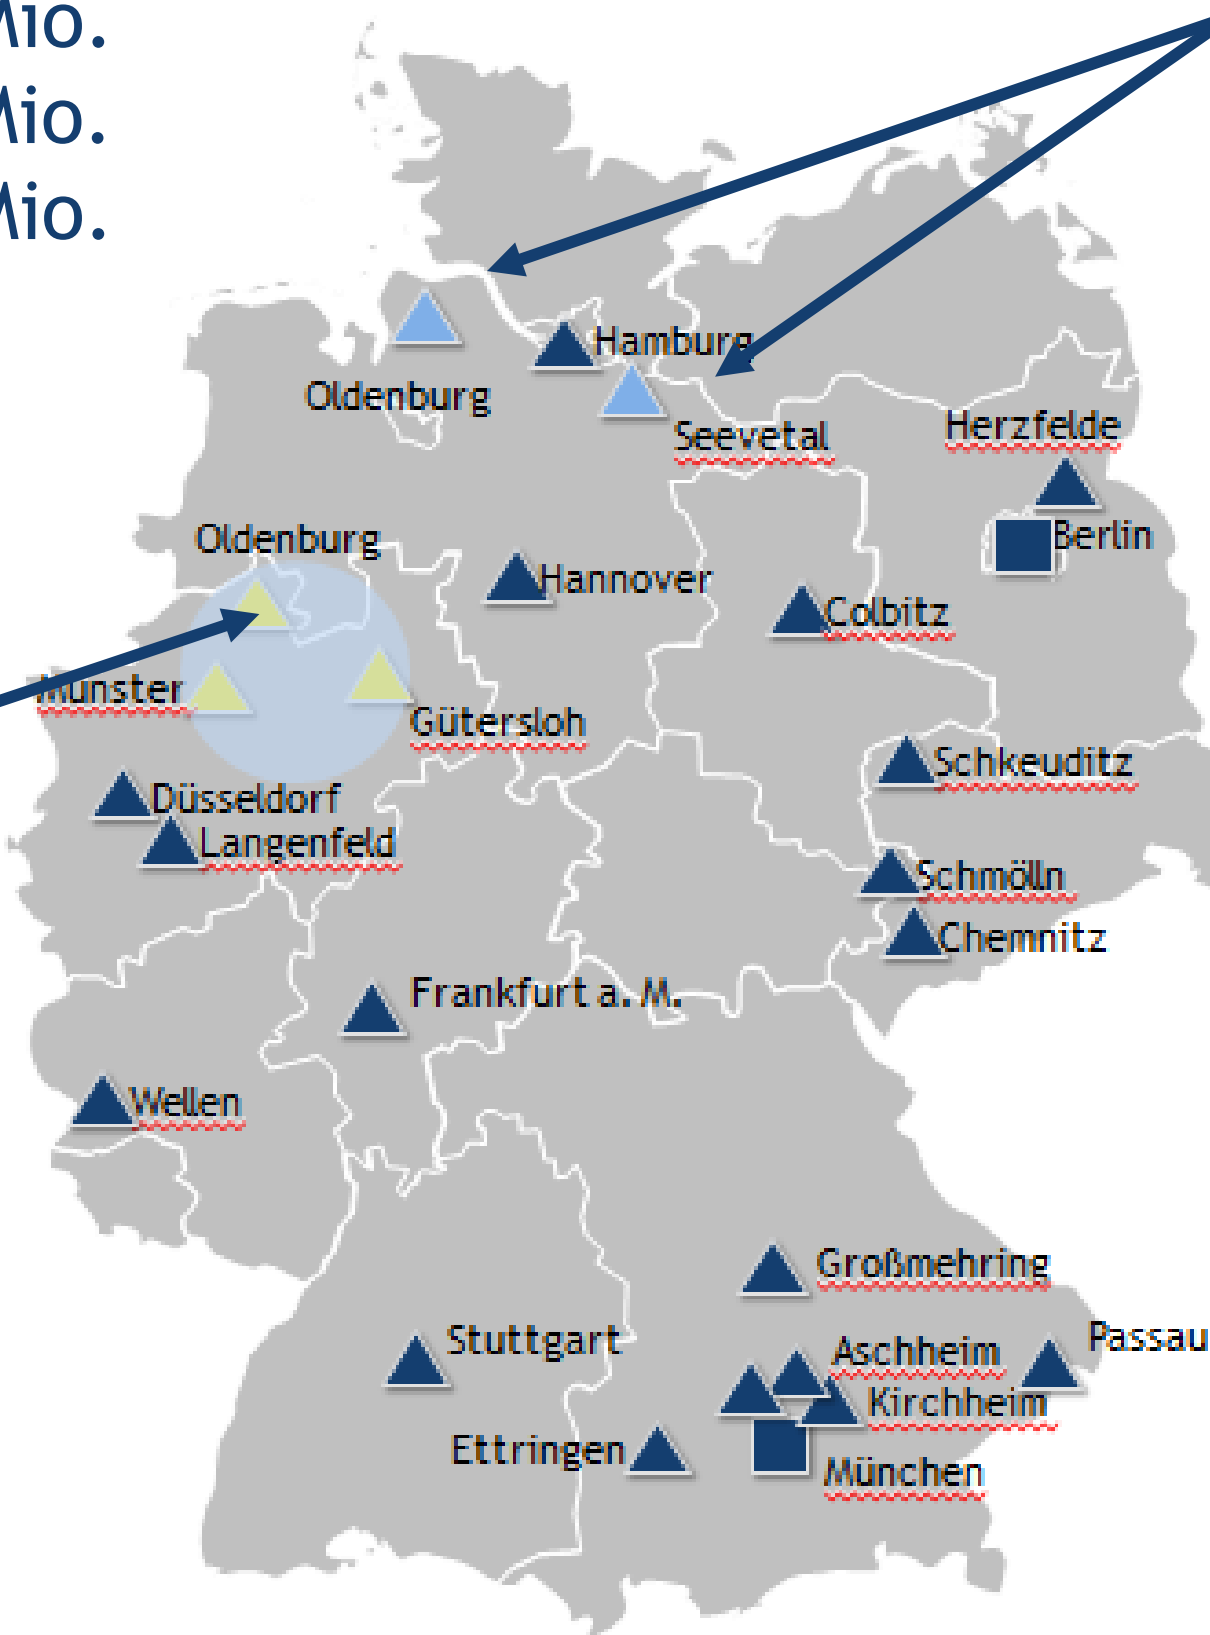 Mio.
Mio.
Mio.
Hamburg
Oldenburg
Seevetal
Herzfelde
Oldenburg
Berlin
Hannover
Colbitz
Münster
Gütersloh
Schkeuditz
Düsseldorf
Langenfeld
Schmölln
Chemnitz
Frankfurt a. M.
Wellen
Großmehring
Stuttgart
Passau
Aschheim
Kirchheim
Ettringen
München